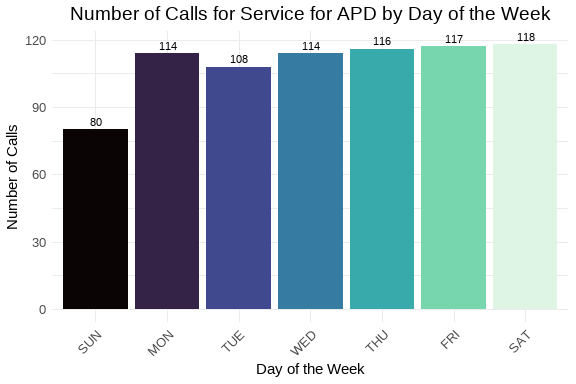 Number of Calls for Service for APD by Day of the Week
Number of Calls
120
90
60
30
0
80
114
108
114
116
117
118
SUN
MON
TUE
WED
THU
FRI
SAT
Day of the Week